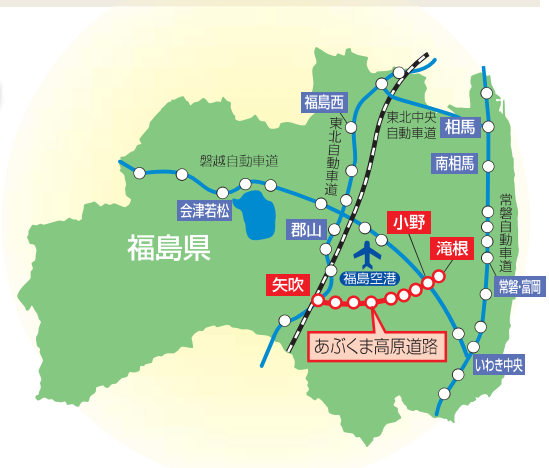 福島西
東北中央
自動車道
相馬
東北自動車道
磐越自動車道
南相馬
会津若松
常磐自動車道
小野
郡山
滝根
福島県
福島空港
矢吹
常磐・富岡
あぶくま高原道路
いわき中央